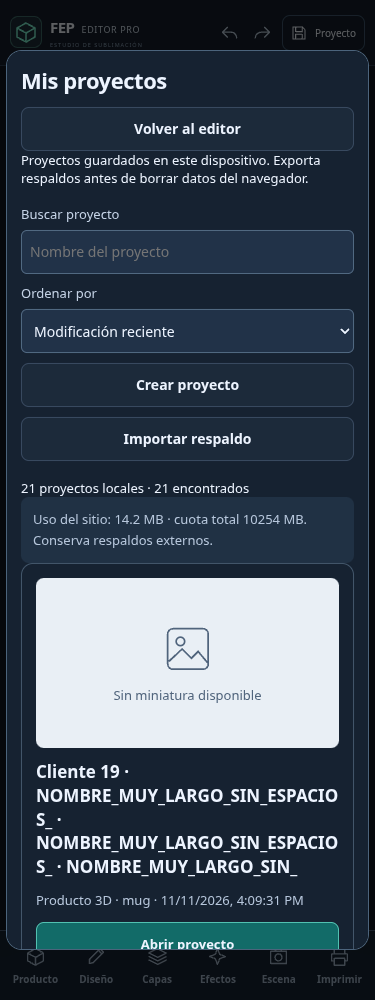 FEP EDITOR PRO
ESTUDIO DE SUBLIMACIÓN
Proyecto
Mis proyectos
Volver al editor
Proyectos guardados en este dispositivo. Exporta
respaldos antes de borrar datos del navegador.
Buscar proyecto
Nombre del proyecto
Ordenar por
Modificación reciente
Crear proyecto
Importar respaldo
21 proyectos locales · 21 encontrados
Uso del sitio: 14.2 MB · cuota total 10254 MB.
Conserva respaldos externos.
Sin miniatura disponible
Cliente 19 ·
NOMBRE_MUY_LARGO_SIN_ESPACIO
S_ ·
NOMBRE_MUY_LARGO_SIN_ESPACIO
S_ · NOMBRE_MUY_LARGO_SIN_
Producto 3D · mug · 11/11/2026, 4:09:31 PM
Abrir proyecto
Producto Diseño Capas Efectos Escena Imprimir